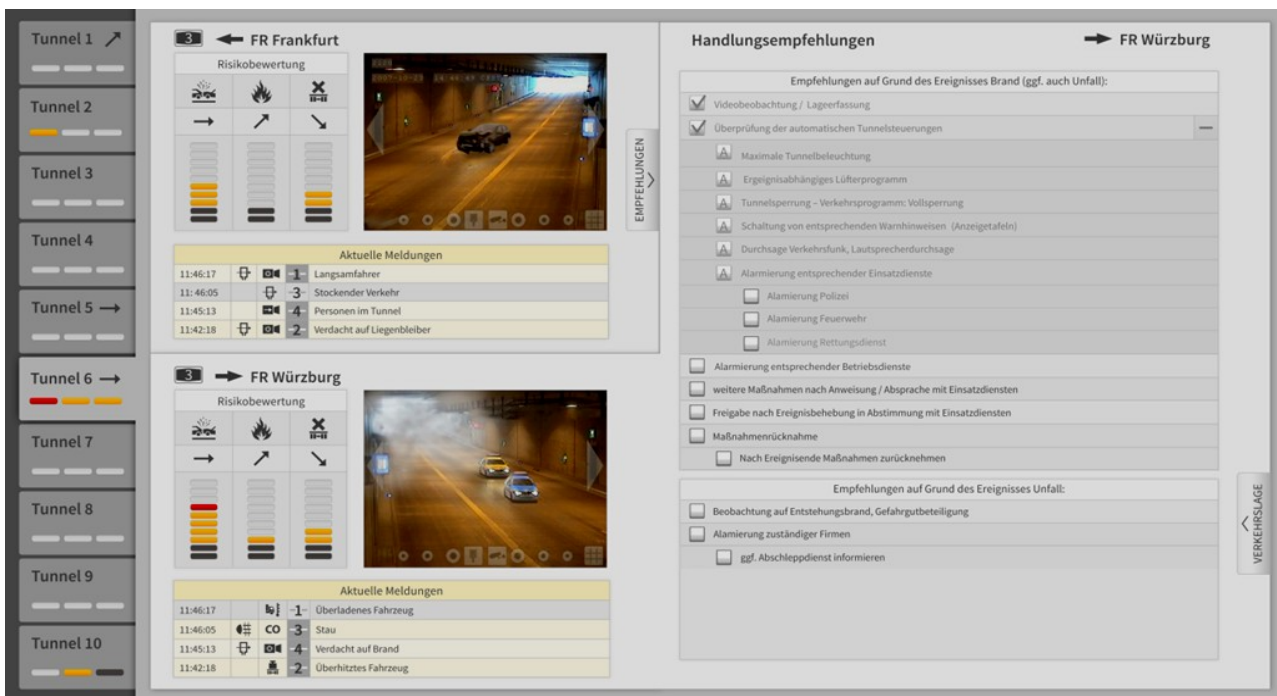 Tunnel 1
Tunnel 2
Tunnel 3
Tunnel 4
Tunnel 5
Tunnel 6
Tunnel 7
Tunnel 8
Tunnel 9
Tunnel 10
3 FR Frankfurt
Risikobewertung
EMPFEHLUNGEN
Aktuelle Meldungen
11:46:17 -1- Langsamfahrer
11: 46:05 -3- Stockender Verkehr
11:45:13 -4- Personen im Tunnel
11:42:18 -2- Verdacht auf Liegenbleiber
3 FR Würzburg
Risikobewertung
Aktuelle Meldungen
11:46:17 -1- Überladenes Fahrzeug
11:46:05 CO -3- Stau
11:45:13 -4- Verdacht auf Brand
11:42:18 -2- Überhitztes Fahrzeug
Handlungsempfehlungen FR Würzburg
Empfehlungen auf Grund des Ereignisses Brand (ggf. auch Unfall):
Videobeobachtung / Lageerfassung
Überprüfung der automatischen Tunnelsteuerungen
A Maximale Tunnelbeleuchtung
A Ergeignisabhängiges Lüfterprogramm
A Tunnelsperrung – Verkehrsprogramm: Vollsperrung
A Schaltung von entsprechenden Warnhinweisen (Anzeigetafeln)
A Durchsage Verkehrsfunk, Lautsprecherdurchsage
A Alarmierung entsprechender Einsatzdienste
Alamierung Polizei
Alamierung Feuerwehr
Alamierung Rettungsdienst
Alarmierung entsprechender Betriebsdienste
weitere Maßnahmen nach Anweisung / Absprache mit Einsatzdiensten
Freigabe nach Ereignisbehebung in Abstimmung mit Einsatzdiensten
Maßnahmenrücknahme
Nach Ereignisende Maßnahmen zurücknehmen
Empfehlungen auf Grund des Ereignisses Unfall:
Beobachtung auf Entstehungsbrand, Gefahrgutbeteiligung
Alamierung zuständiger Firmen
ggf. Abschleppdienst informieren
VERKEHRSLAGE